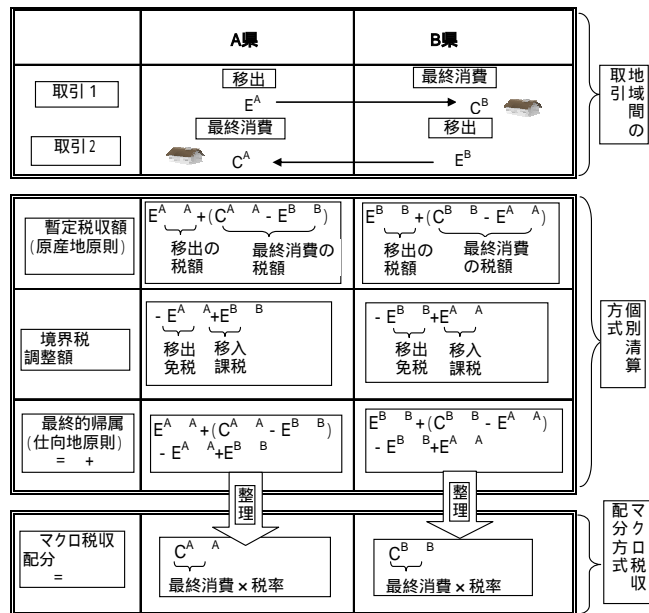 A県 B県
取引1
移出
E^A
最終消費
C^B
取引2
最終消費
C^A
移出
E^B
地域間の取引
暫定税収額
(原産地原則)
E^A A+(C^A A - E^B B)
移出の税額
最終消費の税額
E^B B+(C^B B - E^A A)
移出の税額
最終消費の税額
境界税
調整額
- E^A A+E^B B
移出免税
移入課税
- E^B B+E^A A
移出免税
移入課税
個別清算方式
最終的帰属
(仕向地原則)
= +
E^A A+(C^A A - E^B B)
- E^A A+E^B B
E^B B+(C^B B - E^A A)
- E^B B+E^A A
整理
整理
マクロ税収
配分
=
C^A A
最終消費×税率
C^B B
最終消費×税率
マクロ税収配分方式